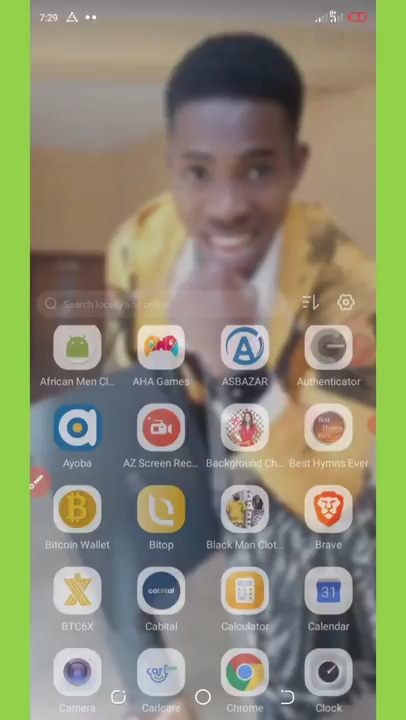 7:29
Search locally and online
African Men Cl... AHA Games ASBAZAR Authenticator
Ayoba AZ Screen Rec... Background Ch... Best Hymns Ever
Bitcoin Wallet Bitop Black Man Clot... Brave
BTC6X Cabital Calculator Calendar
Camera Carlcare Chrome Clock